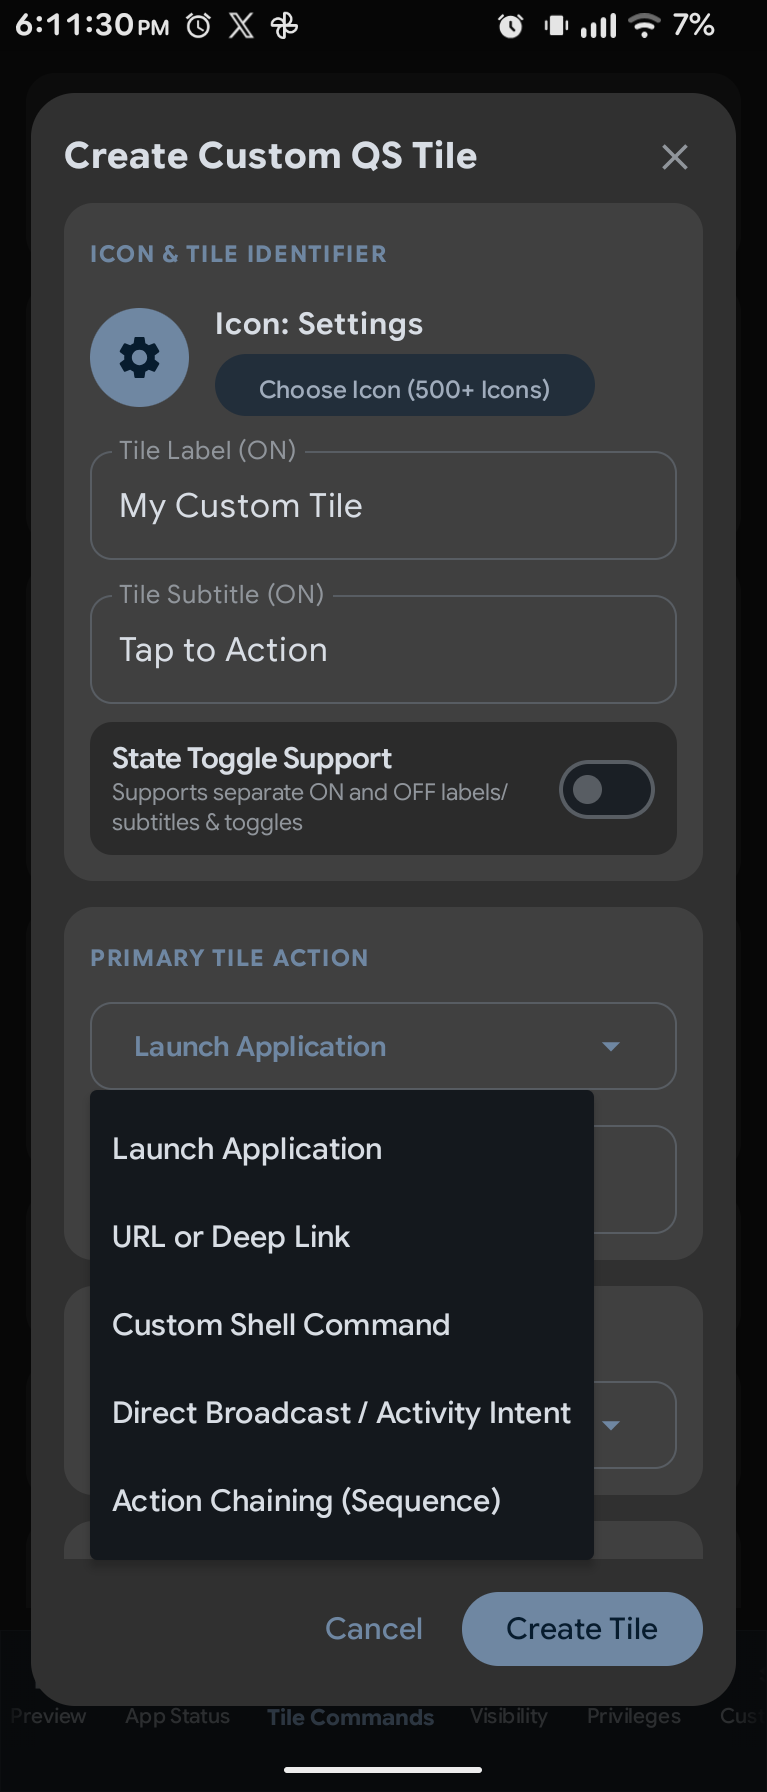 6:11:30 PM 7%
Create Custom QS Tile
ICON & TILE IDENTIFIER
Icon: Settings
Choose Icon (500+ Icons)
Tile Label (ON)
My Custom Tile
Tile Subtitle (ON)
Tap to Action
State Toggle Support
Supports separate ON and OFF labels/
subtitles & toggles
PRIMARY TILE ACTION
Launch Application
Launch Application
URL or Deep Link
Custom Shell Command
Direct Broadcast / Activity Intent
Action Chaining (Sequence)
Cancel Create Tile
Preview App Status Tile Commands Visibility Privileges Cus